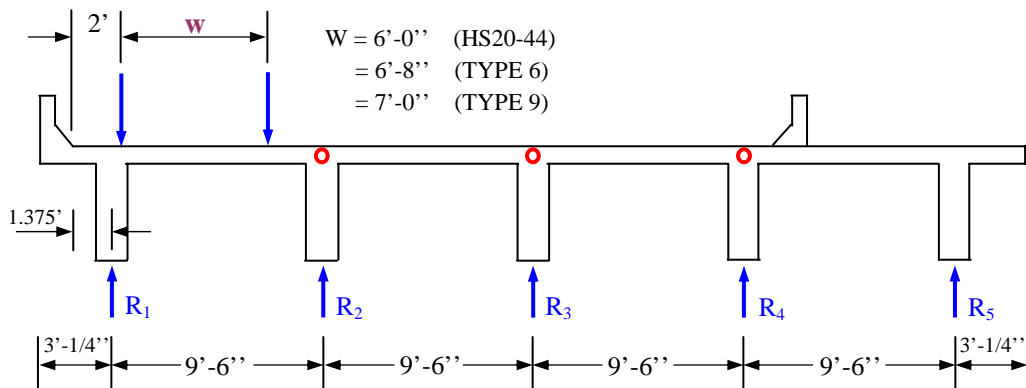 2’
w
W = 6’-0’’ (HS20-44)
= 6’-8’’ (TYPE 6)
= 7’-0’’ (TYPE 9)
1.375’
R1
R2
R3
R4
R5
3’-1/4’’
9’-6’’
9’-6’’
9’-6’’
9’-6’’
3’-1/4’’